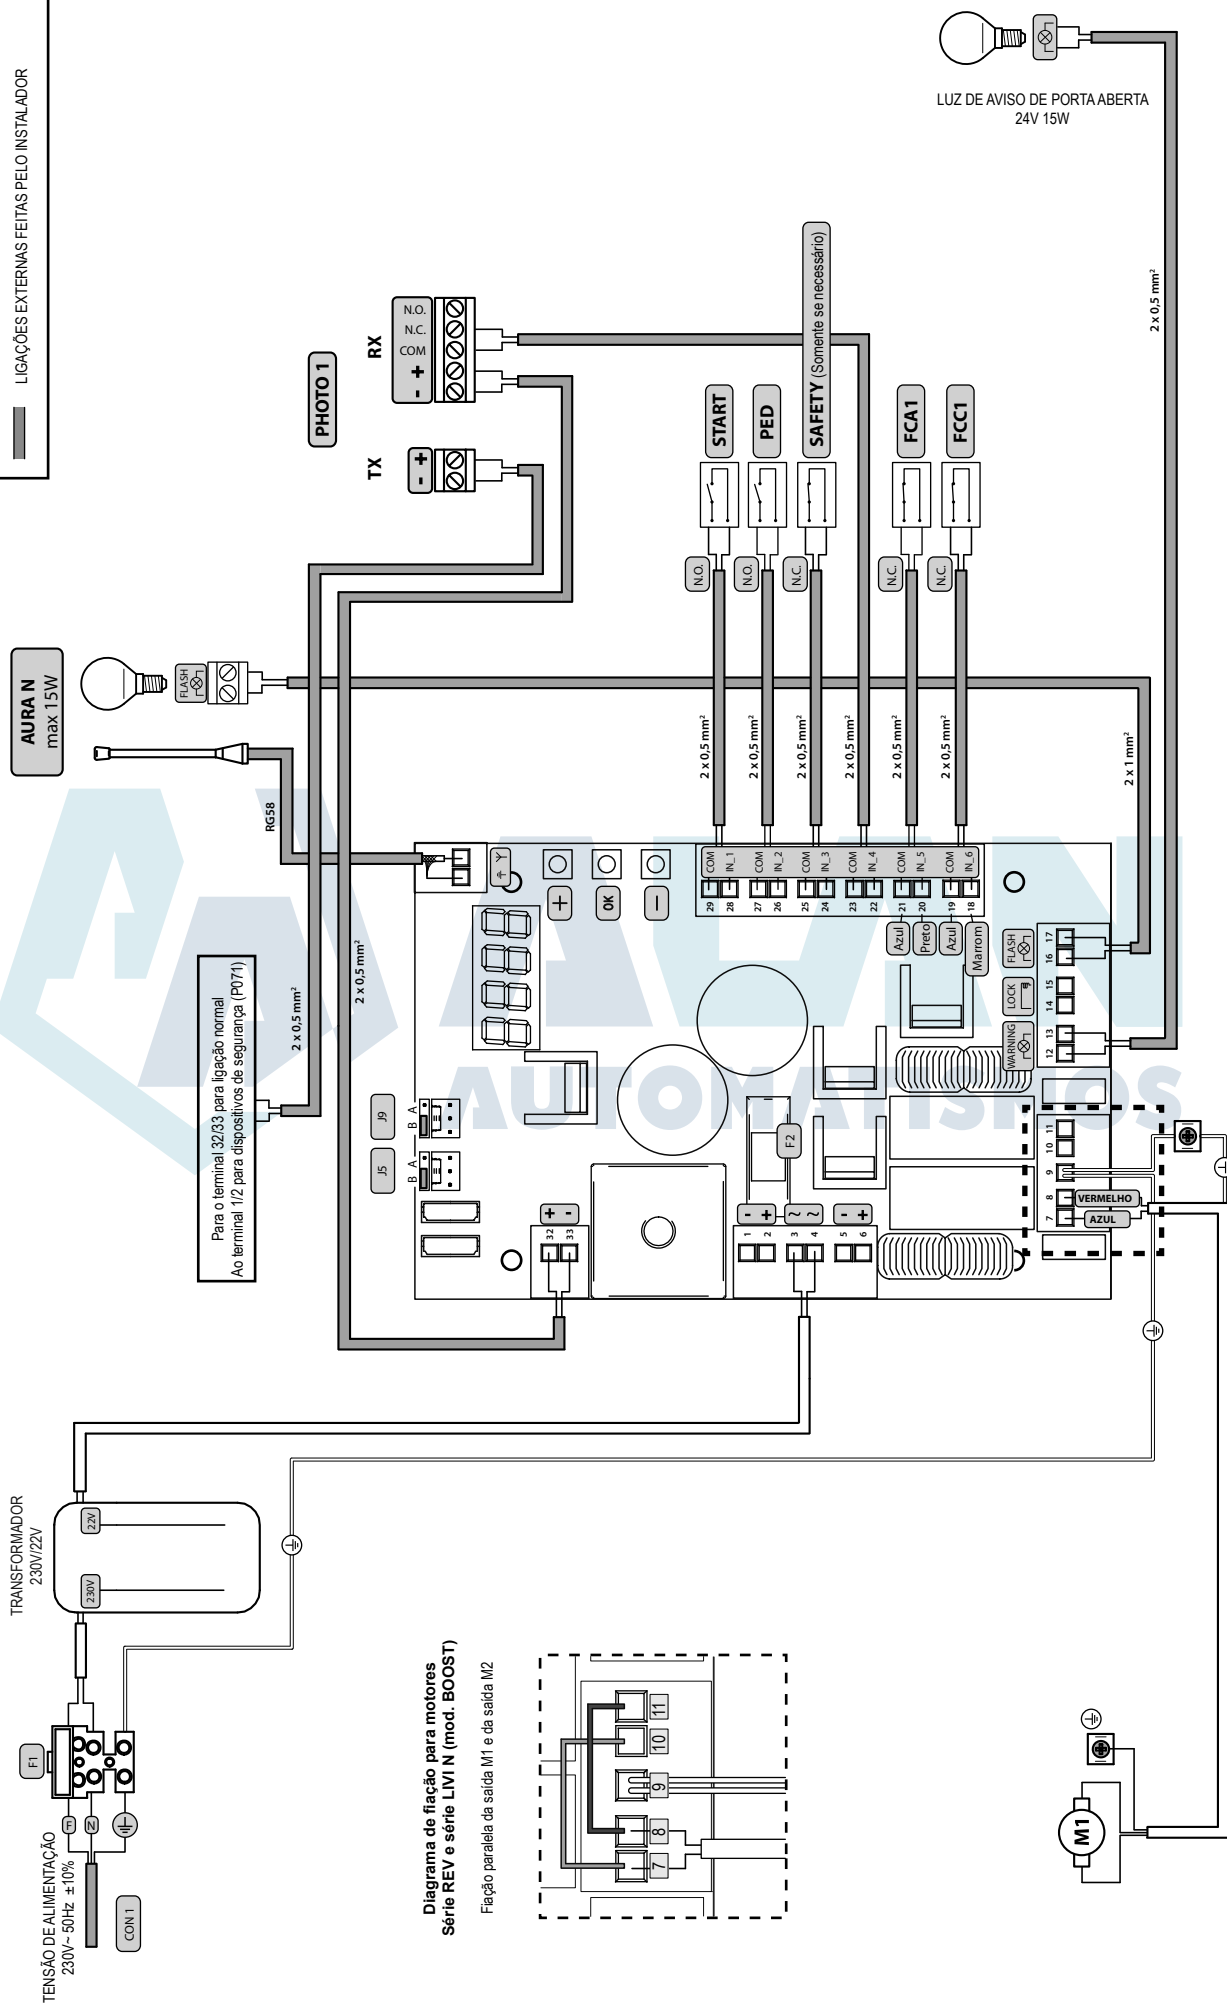 LIGAÇÕES EXTERNAS FEITAS PELO INSTALADOR
LUZ DE AVISO DE PORTA ABERTA
24V 15W
2 x 0,5 mm²
AURA N
max 15W
FLASH
RG58
PHOTO 1
TX
- +
RX
- +
COM
N.C.
N.O.
START
PED
SAFETY (Somente se necessário)
FCA1
FCC1
N.O.
N.O.
N.C.
N.C.
N.C.
2 x 0,5 mm²
2 x 0,5 mm²
2 x 0,5 mm²
2 x 0,5 mm²
2 x 0,5 mm²
2 x 0,5 mm²
2 x 1 mm²
Para o terminal 32/33 para ligação normal
Ao terminal 1/2 para dispositivos de segurança (P071)
2 x 0,5 mm²
2 x 0,5 mm²
+
OK
-
29 COM
28 IN_1
27 COM
26 IN_2
25 COM
24 IN_3
23 COM
22 IN_4
21 COM
20 IN_5
19 COM
18 IN_6
Azul
Preto
Azul
Marrom
FLASH
LOCK
WARNING
17
16
15
14
13
12
11
10
9
8
7
VERMELHO
AZUL
J9
B A
J5
B A
F2
32 +
33 -
1 -
2 +
3 ~
4 ~
5 -
6 +
ALAN
AUTOMATISMOS
TRANSFORMADOR
230V/22V
230V
22V
F1
F
N
TENSÃO DE ALIMENTAÇÃO
230V~ 50Hz ±10%
CON 1
Diagrama de fiação para motores
Série REV e série LIVI N (mod. BOOST)
Fiação paralela da saída M1 e da saída M2
7
8
9
10
11
M1